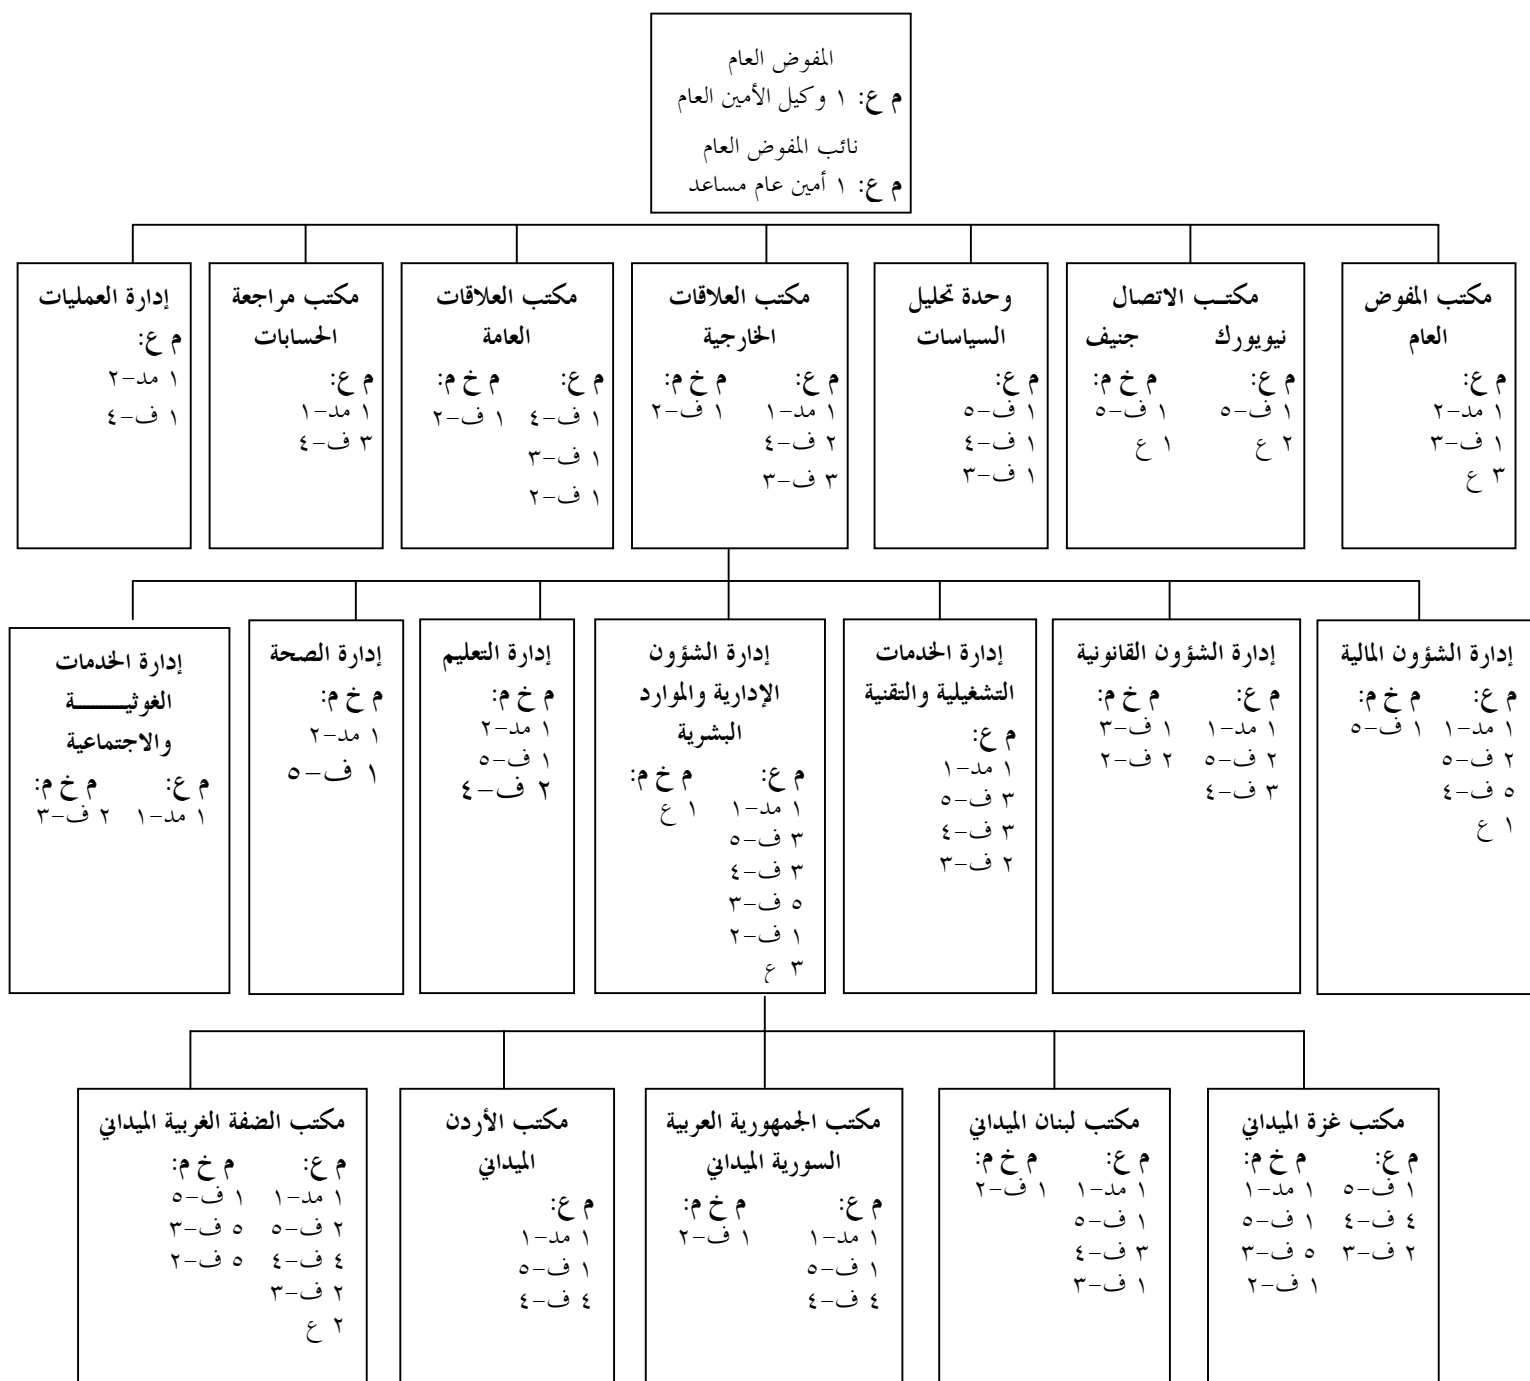 المفوض العام
م ع: ١ وكيل الأمين العام
نائب المفوض العام
م ع: ١ أمين عام مساعد
مكتب المفوض
العام
م ع:
١ مد-٢
١ ف-٣
٣ ع
مكتب الاتصال
نيويورك جنيف
م ع: م خ م:
١ ف-٥ ١ ف-٥
٢ ع ١ ع
وحدة تحليل
السياسات
م ع:
١ ف-٥
١ ف-٤
١ ف-٣
مكتب العلاقات
الخارجية
م ع: م خ م:
١ مد-١ ١ ف-٢
٢ ف-٤
٣ ف-٣
مكتب العلاقات
العامة
م ع: م خ م:
١ ف-٤ ١ ف-٢
١ ف-٣
١ ف-٢
مكتب مراجعة
الحسابات
م ع:
١ مد-١
٣ ف-٤
إدارة العمليات
م ع:
١ مد-٢
١ ف-٤
إدارة الشؤون المالية
م ع: م خ م:
١ مد-١ ١ ف-٥
٢ ف-٥
٥ ف-٤
١ ع
إدارة الشؤون القانونية
م ع: م خ م:
١ مد-١ ١ ف-٣
٢ ف-٥ ٢ ف-٢
٣ ف-٤
إدارة الخدمات
التشغيلية والتقنية
م ع:
١ مد-١
٣ ف-٥
٣ ف-٤
٢ ف-٣
إدارة الشؤون
الإدارية والموارد
البشرية
م ع: م خ م:
١ مد-١ ١ ع
٣ ف-٥
٣ ف-٤
٥ ف-٣
١ ف-٢
٣ ع
إدارة التعليم
م خ م:
١ مد-٢
١ ف-٥
٢ ف-٤
إدارة الصحة
م خ م:
١ مد-٢
١ ف-٥
إدارة الخدمات
الغوثيـــــــة
والاجتماعية
م ع: م خ م:
١ مد-١ ٢ ف-٣
مكتب غزة الميداني
م ع: م خ م:
١ ف-٥ ١ مد-١
٤ ف-٤ ١ ف-٥
٢ ف-٣ ٥ ف-٣
١ ف-٢
مكتب لبنان الميداني
م ع: م خ م:
١ مد-١ ١ ف-٢
١ ف-٥
٣ ف-٤
١ ف-٣
مكتب الجمهورية العربية
السورية الميداني
م ع: م خ م:
١ مد-١ ١ ف-٢
١ ف-٥
٤ ف-٤
مكتب الأردن
الميداني
م ع:
١ مد-١
١ ف-٥
٤ ف-٤
مكتب الضفة الغربية الميداني
م ع: م خ م:
١ مد-١ ١ ف-٥
٢ ف-٥ ٥ ف-٣
٤ ف-٤ ٥ ف-٢
٢ ف-٣
٢ ع